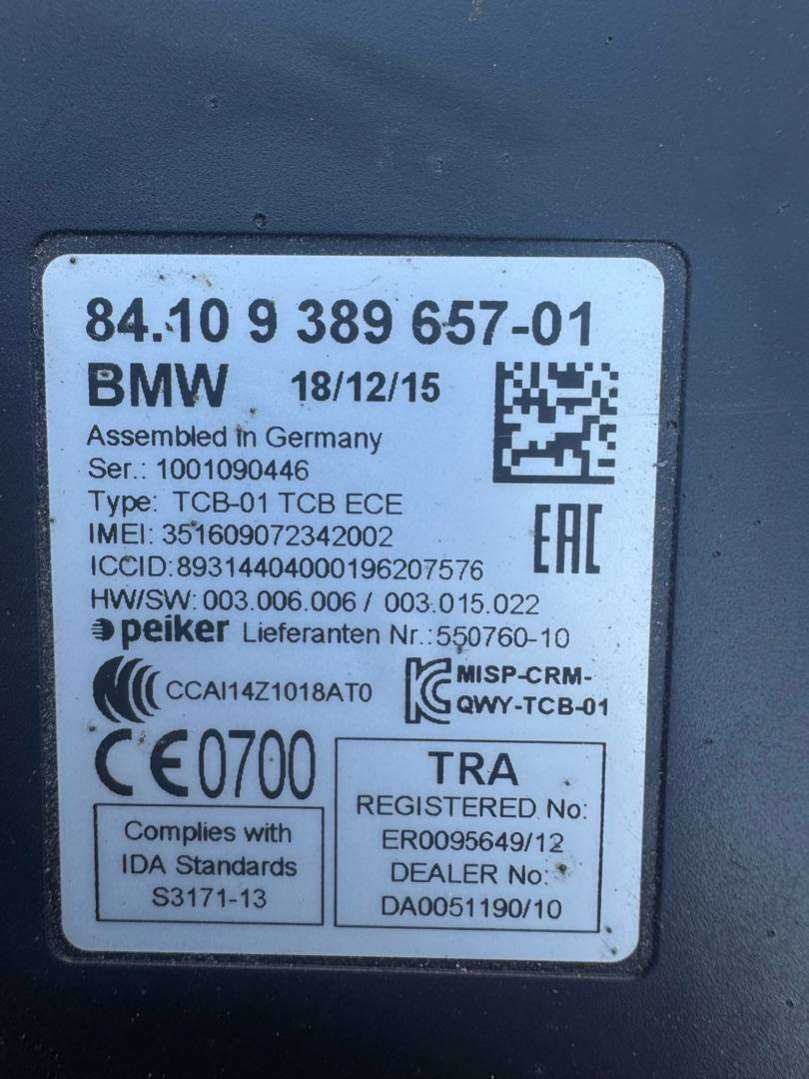 84.10 9 389 657-01
BMW 18/12/15
Assembled in Germany
Ser.: 1001090446
Type: TCB-01 TCB ECE
IMEI: 351609072342002
ICCID:89314404000196207576
EAC
HW/SW: 003.006.006 / 003.015.022
peiker Lieferanten Nr.:550760-10
CCAI14Z1018AT0
MISP-CRM-
QWY-TCB-01
CE0700
Complies with
IDA Standards
S3171-13
TRA
REGISTERED No:
ER0095649/12
DEALER No:
DA0051190/10